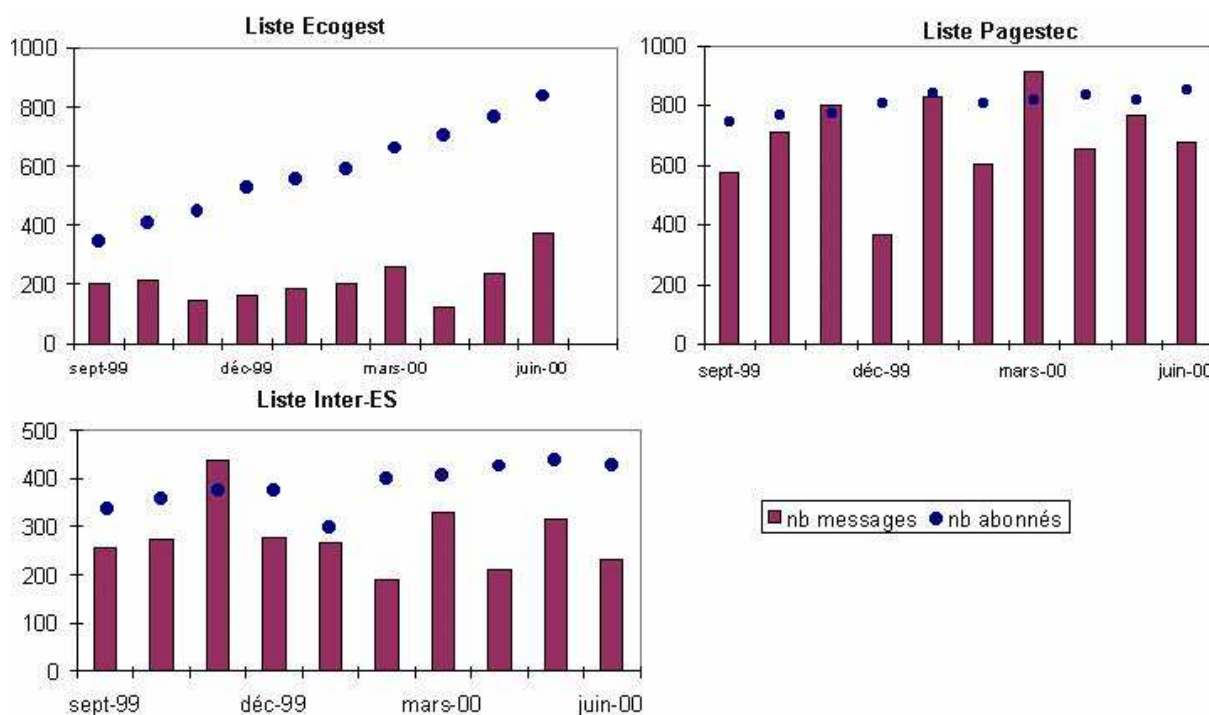 Liste Ecogest
1000
800
600
400
200
0
sept-99 déc-99 mars-00 juin-00
Liste Pagestec
1000
800
600
400
200
0
sept-99 déc-99 mars-00 juin-00
Liste Inter-ES
500
400
300
200
100
0
sept-99 déc-99 mars-00 juin-00
nb messages nb abonnés